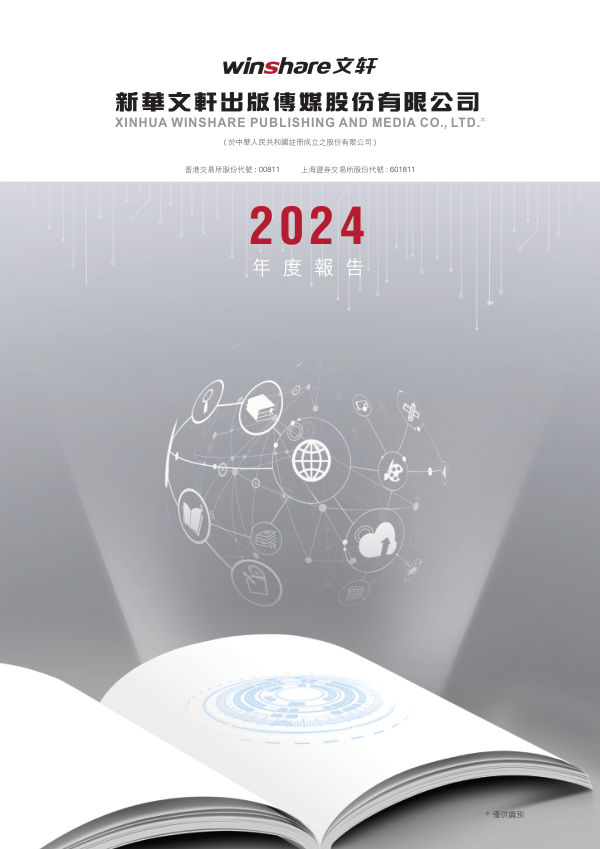 winshare文轩
新華文軒出版傳媒股份有限公司
XINHUA WINSHARE PUBLISHING AND MEDIA CO., LTD.*
(於中華人民共和國註冊成立之股份有限公司)
香港交易所股份代號 : 00811 上海證券交易所股份代號 : 601811
2024
年度報告
* 僅供識別